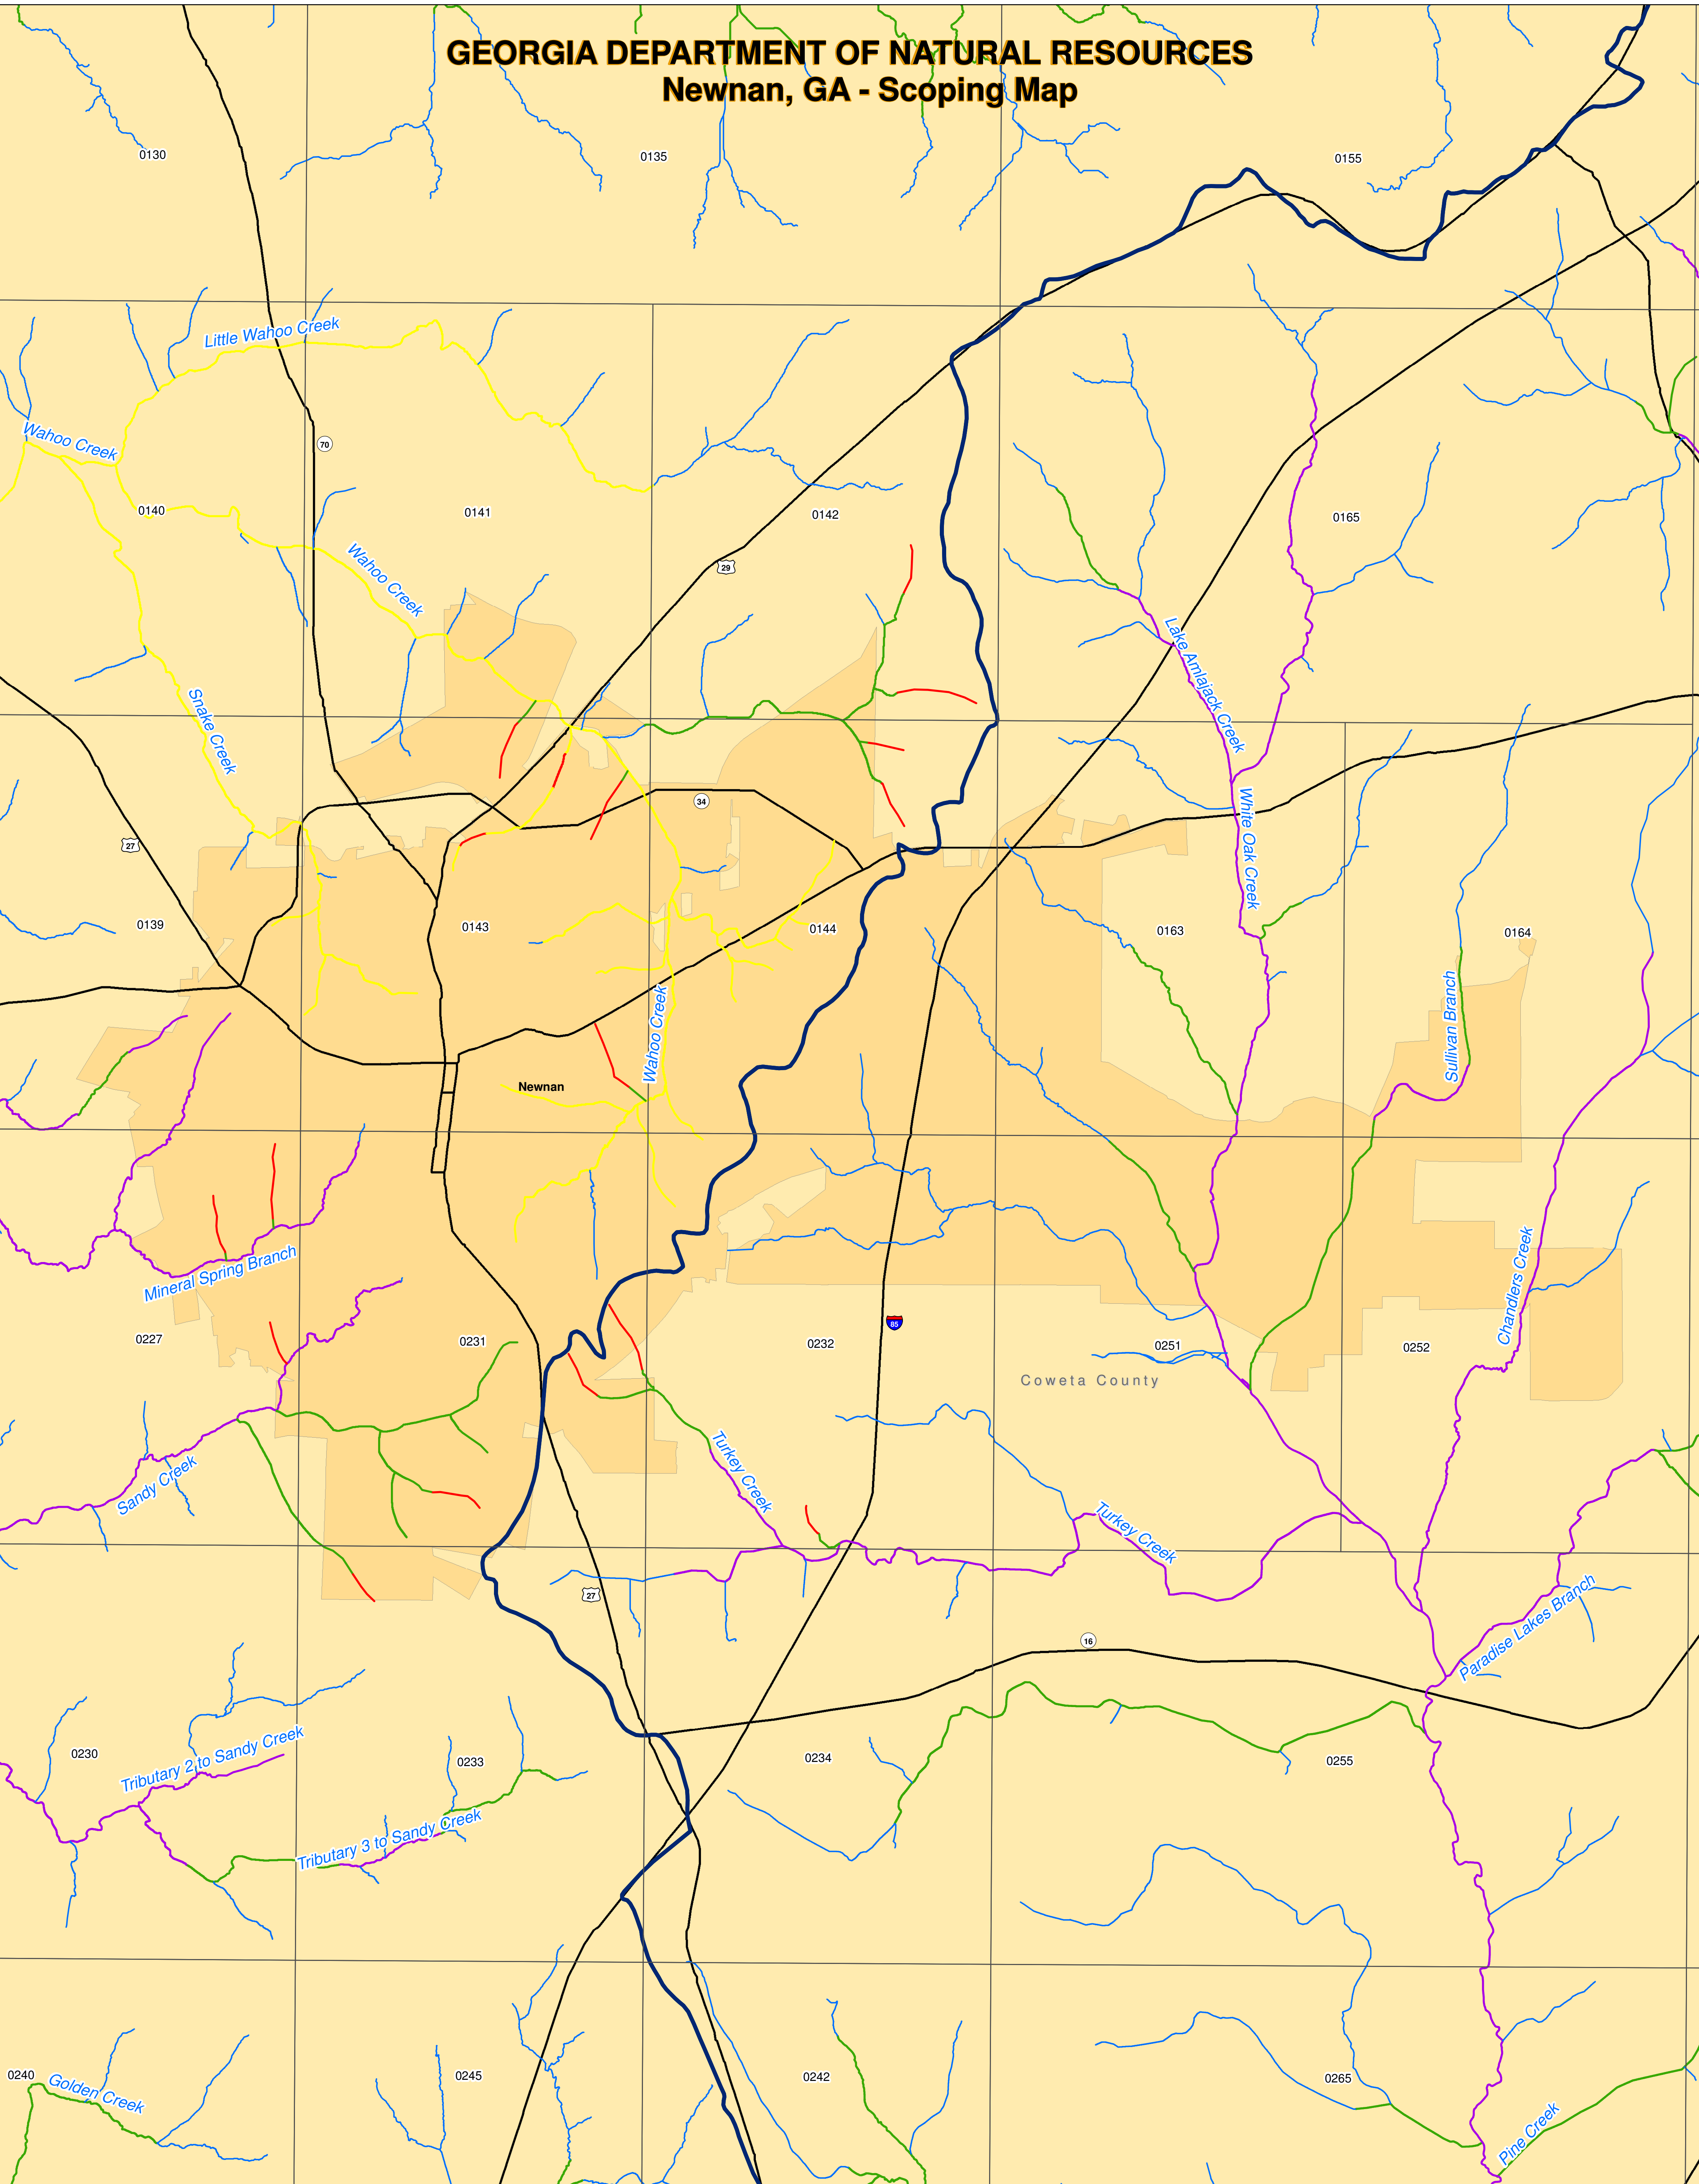 GEORGIA DEPARTMENT OF NATURAL RESOURCES
Newnan, GA - Scoping Map
0130
0135
0155
Little Wahoo Creek
Wahoo Creek
70
0140
0141
0142
0165
Wahoo Creek
29
Lake Amlajack Creek
Snake Creek
34
27
White Oak Creek
0139
0143
0144
0163
0164
Sullivan Branch
Wahoo Creek
Newnan
Mineral Spring Branch
Chandlers Creek
0227
0231
0232
85
0251
0252
Coweta County
Sandy Creek
Turkey Creek
Turkey Creek
27
Paradise Lakes Branch
16
0230
Tributary 2 to Sandy Creek
0233
0234
0255
Tributary 3 to Sandy Creek
0240
Golden Creek
0245
0242
0265
Pine Creek